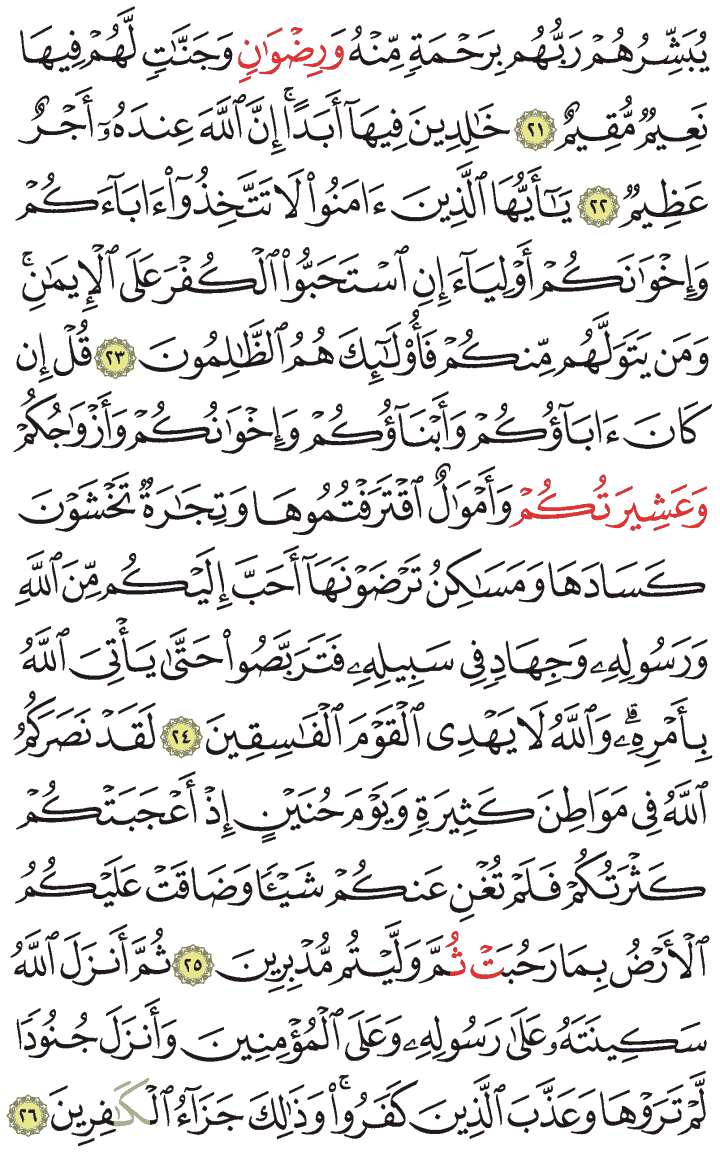 يُبَشِّرُهُمْ رَبُّهُم بِرَحْمَةٍ مِّنْهُ وَرِضْوَٰنٍ وَجَنَّٰتٍ لَّهُمْ فِيهَا
نَعِيمٌ مُّقِيمٌ ٢١ خَٰلِدِينَ فِيهَآ أَبَدًا ۚ إِنَّ ٱللَّهَ عِندَهُۥٓ أَجْرٌ
عَظِيمٌ ٢٢ يَٰٓأَيُّهَا ٱلَّذِينَ ءَامَنُوا۟ لَا تَتَّخِذُوٓا۟ ءَابَآءَكُمْ
وَإِخْوَٰنَكُمْ أَوْلِيَآءَ إِنِ ٱسْتَحَبُّوا۟ ٱلْكُفْرَ عَلَى ٱلْإِيمَٰنِ ۚ
وَمَن يَتَوَلَّهُم مِّنكُمْ فَأُو۟لَٰٓئِكَ هُمُ ٱلظَّٰلِمُونَ ٢٣ قُلْ إِن
كَانَ ءَابَآؤُكُمْ وَأَبْنَآؤُكُمْ وَإِخْوَٰنُكُمْ وَأَزْوَٰجُكُمْ
وَعَشِيرَتُكُمْ وَأَمْوَٰلٌ ٱقْتَرَفْتُمُوهَا وَتِجَٰرَةٌ تَخْشَوْنَ
كَسَادَهَا وَمَسَٰكِنُ تَرْضَوْنَهَآ أَحَبَّ إِلَيْكُم مِّنَ ٱللَّهِ
وَرَسُولِهِۦ وَجِهَادٍ فِى سَبِيلِهِۦ فَتَرَبَّصُوا۟ حَتَّىٰ يَأْتِىَ ٱللَّهُ
بِأَمْرِهِۦ ۗ وَٱللَّهُ لَا يَهْدِى ٱلْقَوْمَ ٱلْفَٰسِقِينَ ٢٤ لَقَدْ نَصَرَكُمُ
ٱللَّهُ فِى مَوَاطِنَ كَثِيرَةٍ وَيَوْمَ حُنَيْنٍ إِذْ أَعْجَبَتْكُمْ
كَثْرَتُكُمْ فَلَمْ تُغْنِ عَنكُمْ شَيْـًٔا وَضَاقَتْ عَلَيْكُمُ
ٱلْأَرْضُ بِمَا رَحُبَتْ ثُمَّ وَلَّيْتُم مُّدْبِرِينَ ٢٥ ثُمَّ أَنزَلَ ٱللَّهُ
سَكِينَتَهُۥ عَلَىٰ رَسُولِهِۦ وَعَلَى ٱلْمُؤْمِنِينَ وَأَنزَلَ جُنُودًا
لَّمْ تَرَوْهَا وَعَذَّبَ ٱلَّذِينَ كَفَرُوا۟ ۚ وَذَٰلِكَ جَزَآءُ ٱلْكَٰفِرِينَ ٢٦